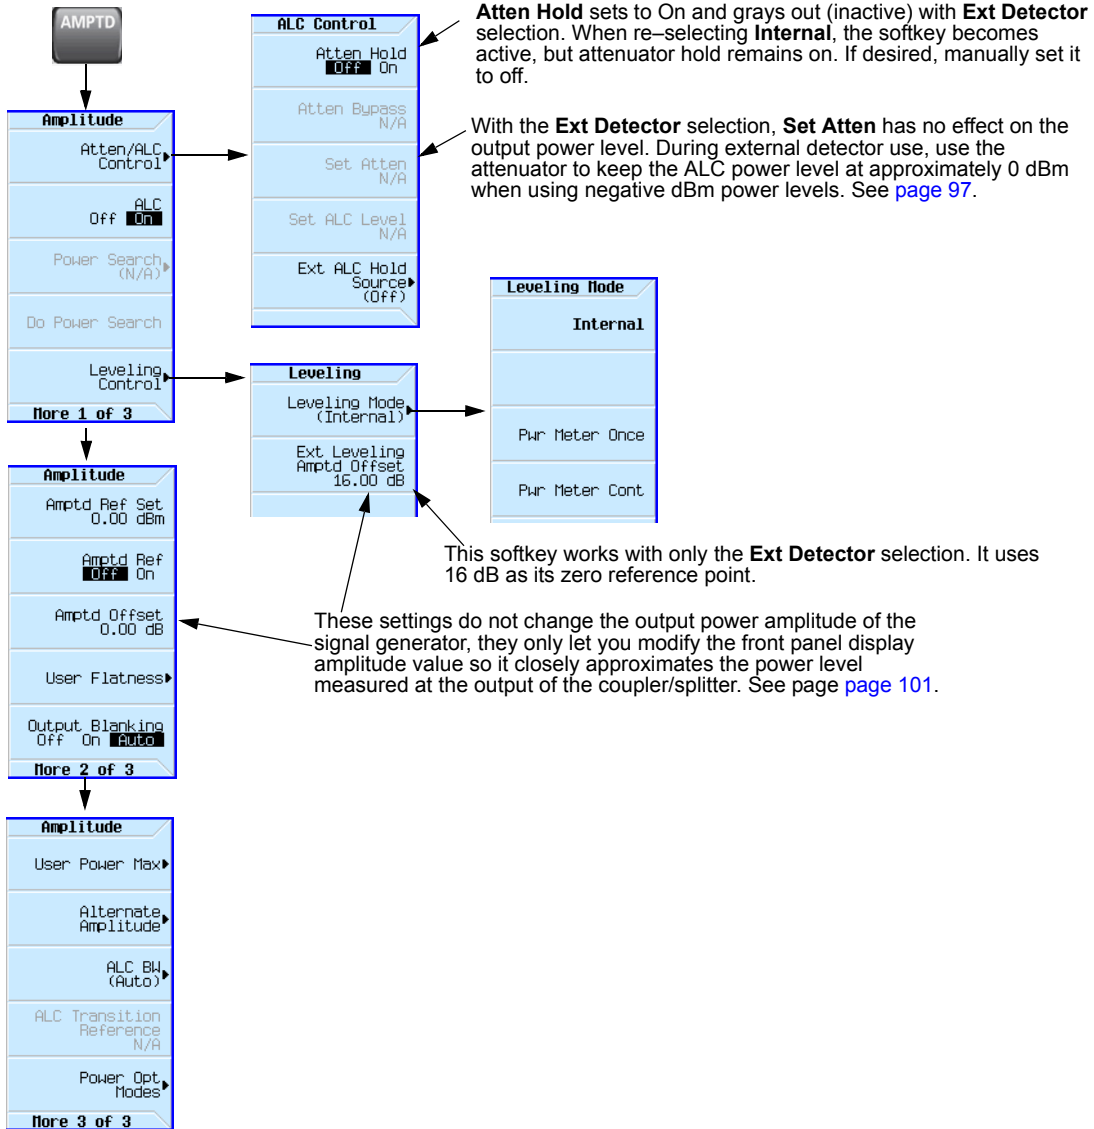 AMPTD
Amplitude
Atten/ALC
Control
ALC
Off On
Power Search
(N/A)
Do Power Search
Leveling
Control
More 1 of 3
ALC Control
Atten Hold
Off On
Atten Bypass
N/A
Set Atten
N/A
Set ALC Level
N/A
Ext ALC Hold
Source
(Off)
Atten Hold sets to On and grays out (inactive) with Ext Detector
selection. When re–selecting Internal, the softkey becomes
active, but attenuator hold remains on. If desired, manually set it
to off.
With the Ext Detector selection, Set Atten has no effect on the
output power level. During external detector use, use the
attenuator to keep the ALC power level at approximately 0 dBm
when using negative dBm power levels. See page 97.
Leveling
Leveling Mode
(Internal)
Ext Leveling
Amptd Offset
16.00 dB
Leveling Mode
Internal
Pwr Meter Once
Pwr Meter Cont
This softkey works with only the Ext Detector selection. It uses
16 dB as its zero reference point.
These settings do not change the output power amplitude of the
signal generator, they only let you modify the front panel display
amplitude value so it closely approximates the power level
measured at the output of the coupler/splitter. See page page 101.
Amplitude
Amptd Ref Set
0.00 dBm
Amptd Ref
Off On
Amptd Offset
0.00 dB
User Flatness
Output Blanking
Off On Auto
More 2 of 3
Amplitude
User Power Max
Alternate
Amplitude
ALC BW
(Auto)
ALC Transition
Reference
N/A
Power Opt
Modes
More 3 of 3